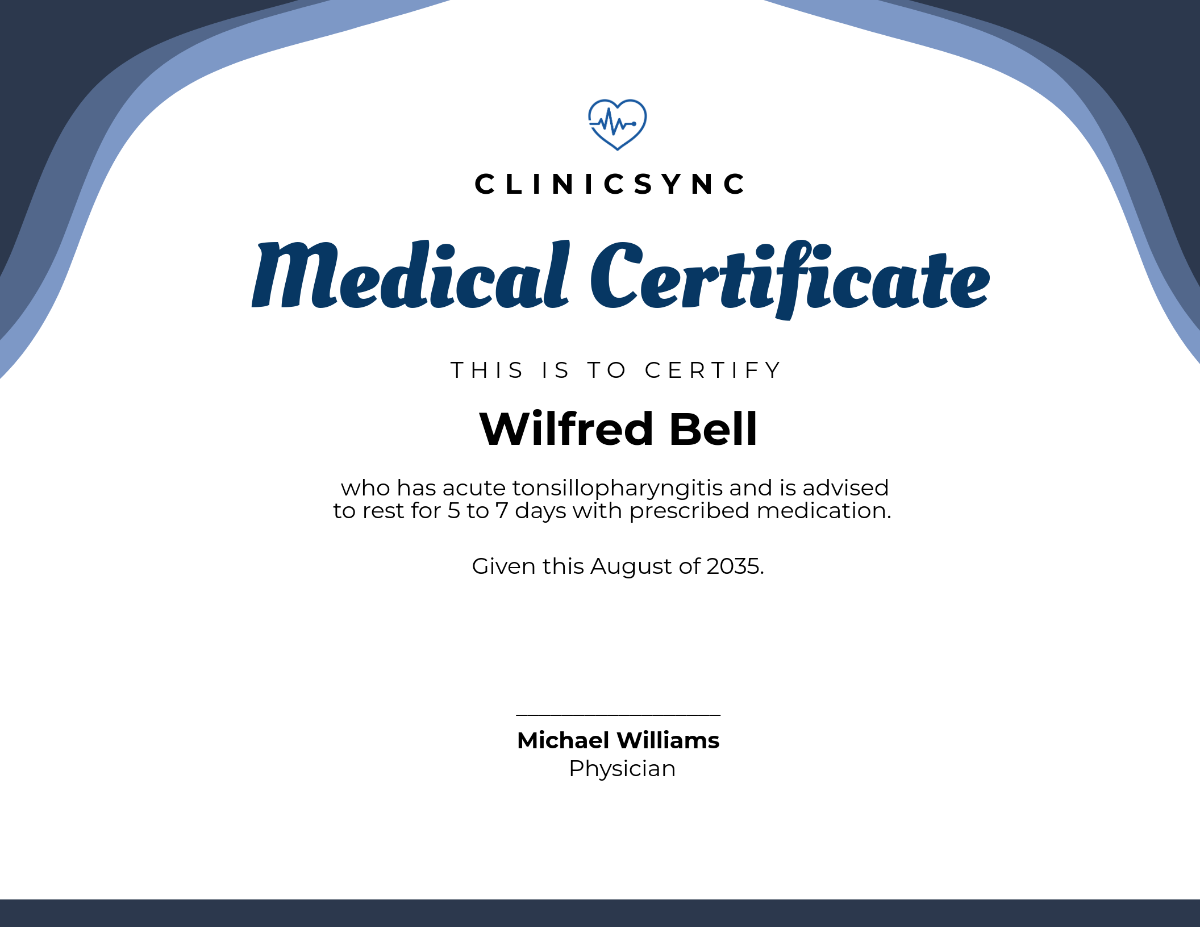 CLINICSYNC
Medical Certificate
THIS IS TO CERTIFY
Wilfred Bell
who has acute tonsillopharyngitis and is advised
to rest for 5 to 7 days with prescribed medication.
Given this August of 2035.
Michael Williams
Physician